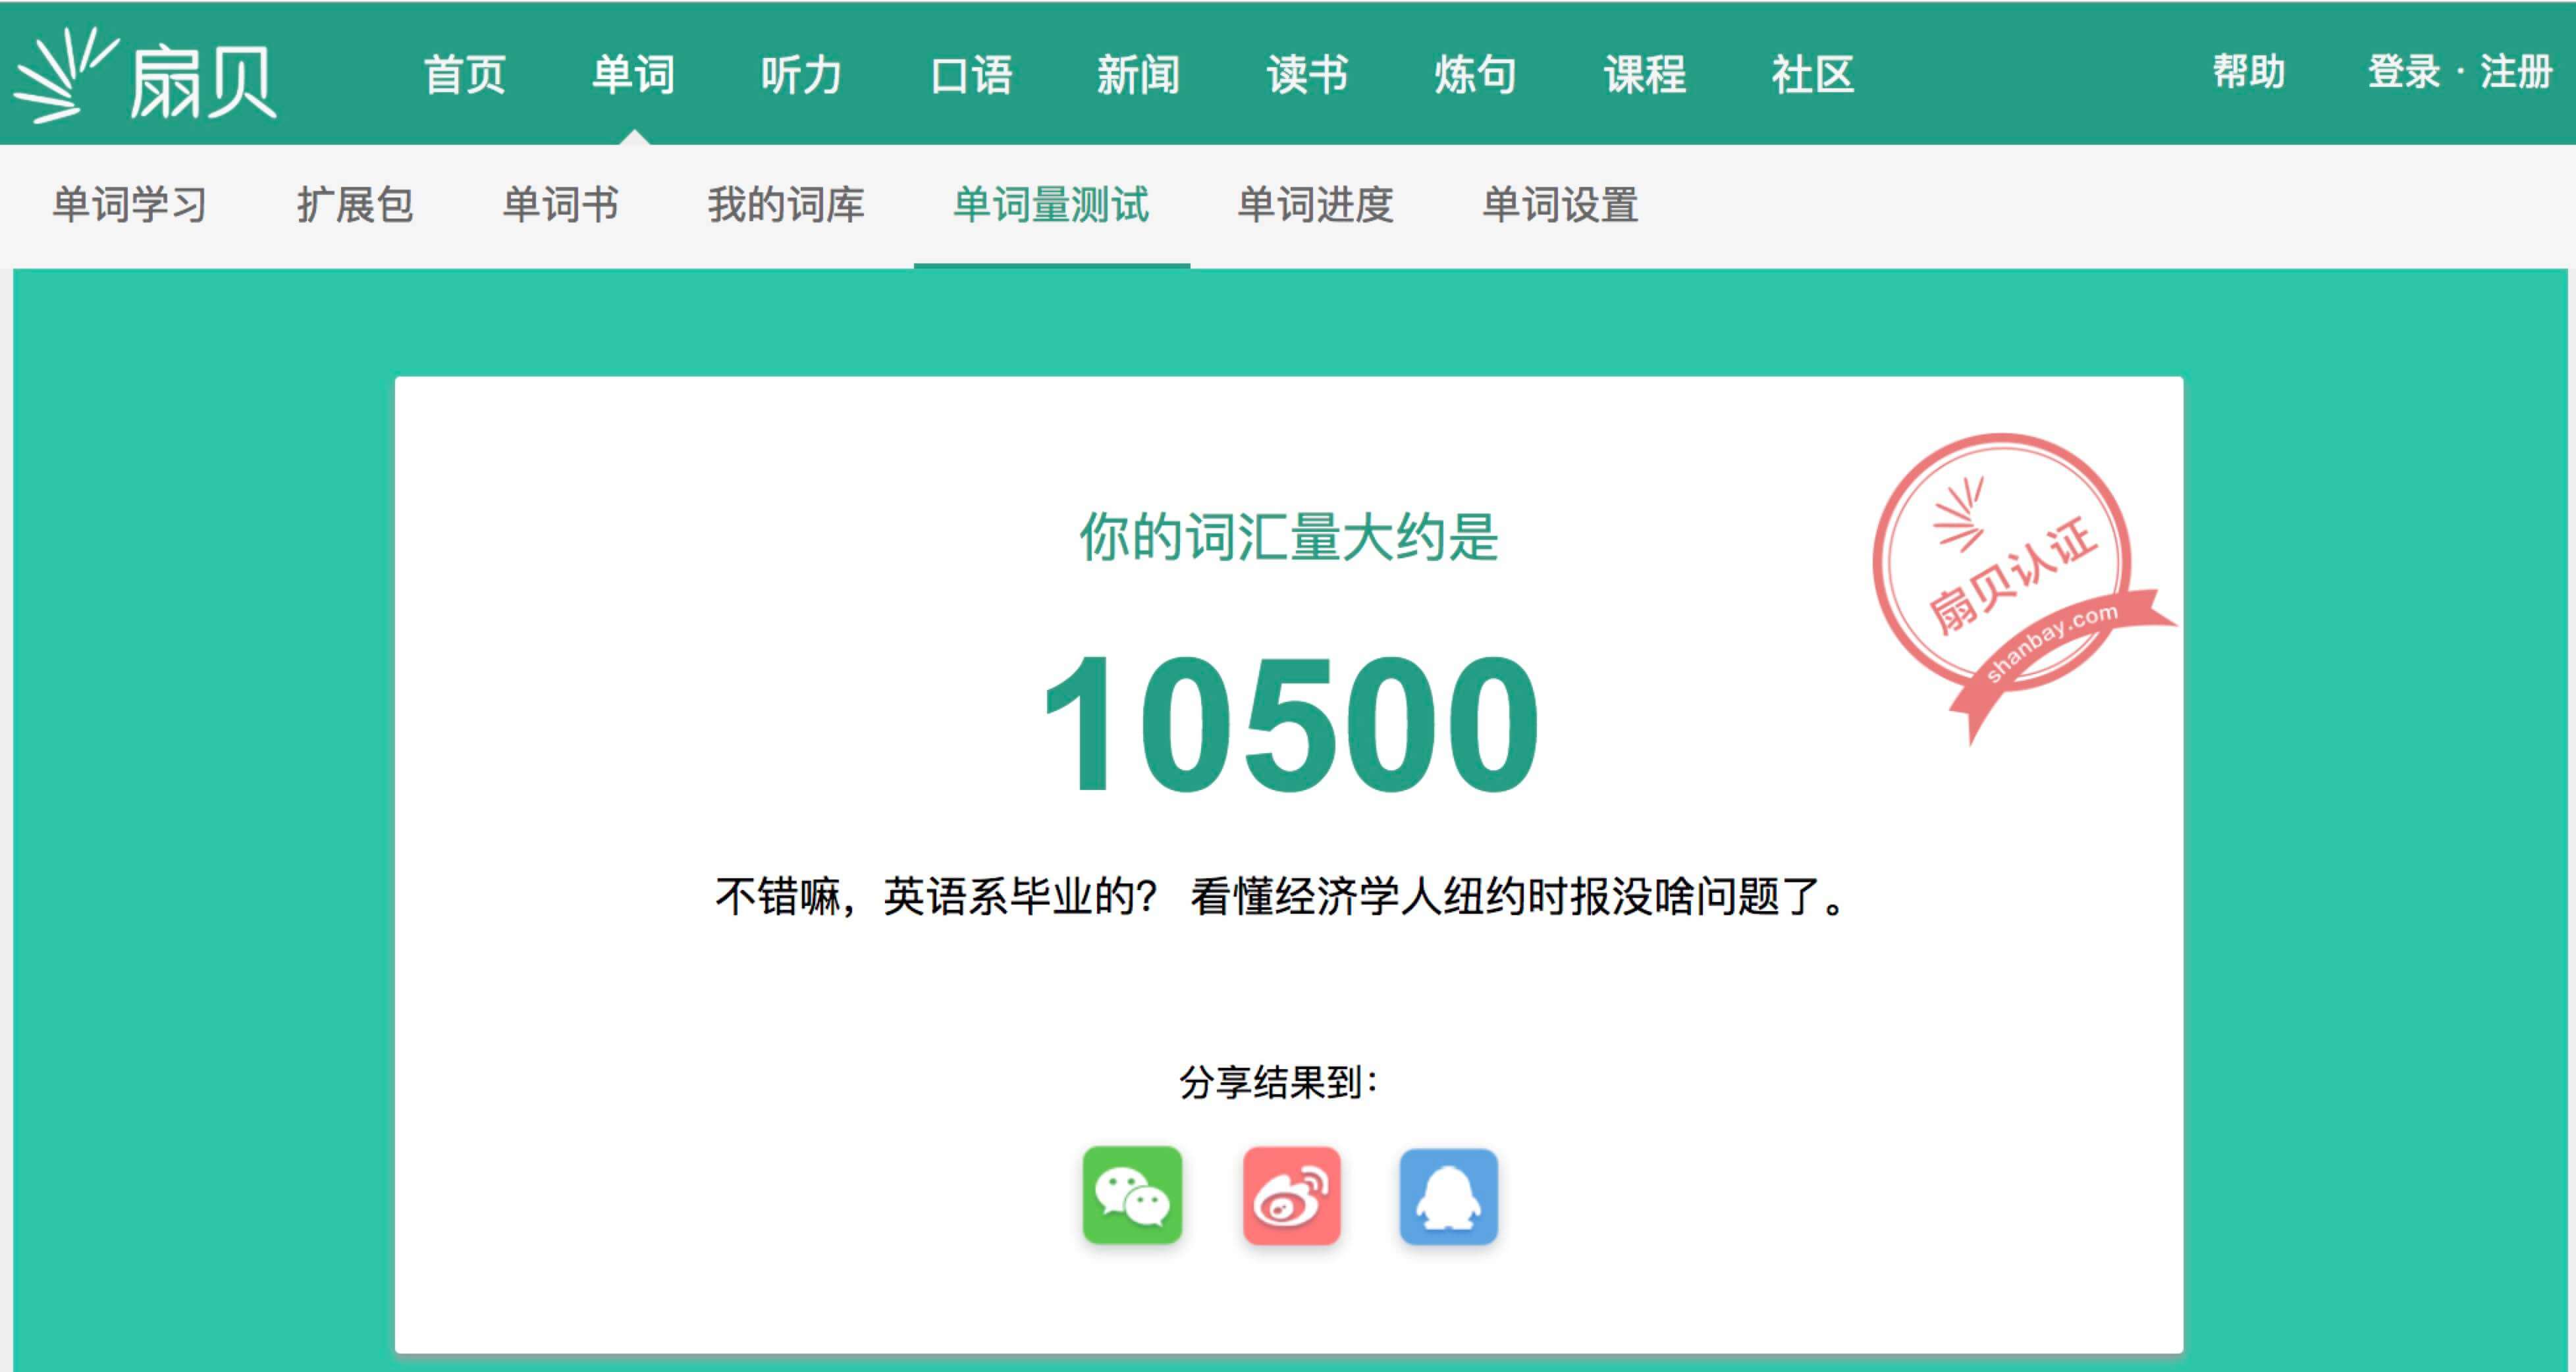 扇贝 首页 单词 听力 口语 新闻 读书 炼句 课程 社区 帮助 登录 · 注册
单词学习 扩展包 单词书 我的词库 单词量测试 单词进度 单词设置
你的词汇量大约是
扇贝认证
shanbay.com
10500
不错嘛，英语系毕业的？ 看懂经济学人纽约时报没啥问题了。
分享结果到：